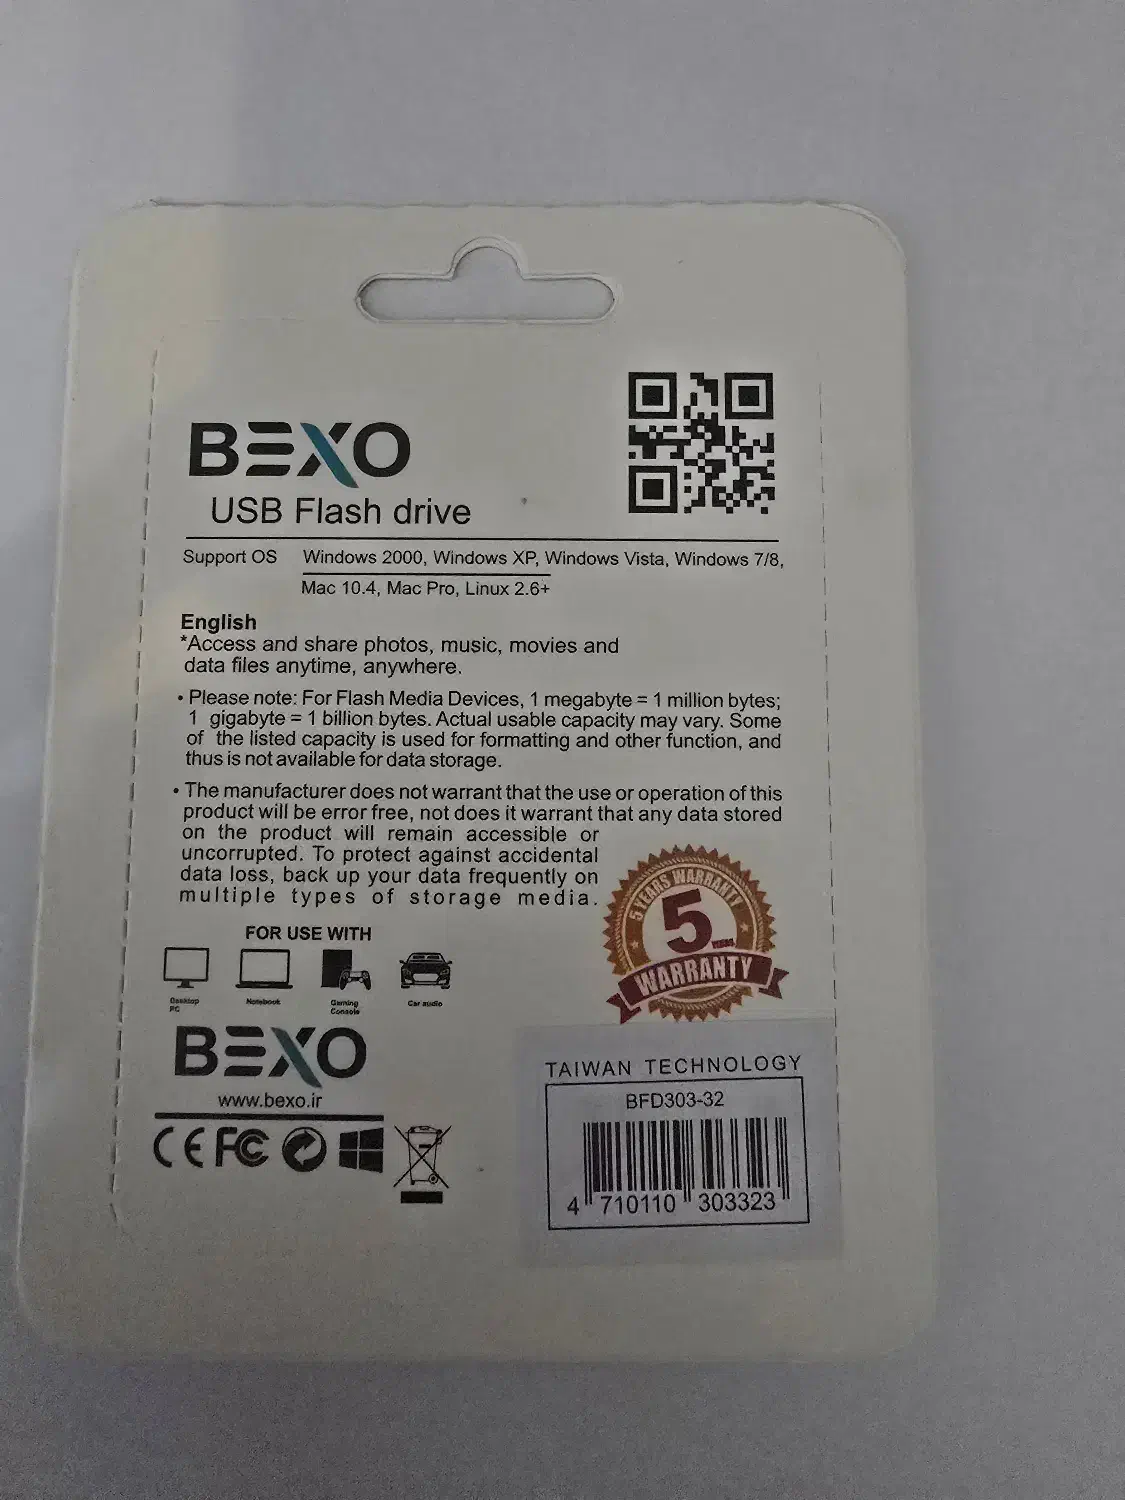 BEXO
USB Flash drive
Support OS Windows 2000, Windows XP, Windows Vista, Windows 7/8,
Mac 10.4, Mac Pro, Linux 2.6+
English
*Access and share photos, music, movies and
data files anytime, anywhere.
• Please note: For Flash Media Devices, 1 megabyte = 1 million bytes;
1 gigabyte = 1 billion bytes. Actual usable capacity may vary. Some
of the listed capacity is used for formatting and other function, and
thus is not available for data storage.
• The manufacturer does not warrant that the use or operation of this
product will be error free, not does it warrant that any data stored
on the product will remain accessible or
uncorrupted. To protect against accidental
data loss, back up your data frequently on
multiple types of storage media.
5 YEARS WARRANTY
5 YEARS
WARRANTY
FOR USE WITH
Desktop PC
Notebook
Gaming Console
Car audio
BEXO
www.bexo.ir
CE FC
TAIWAN TECHNOLOGY
BFD303-32
4 710110 303323